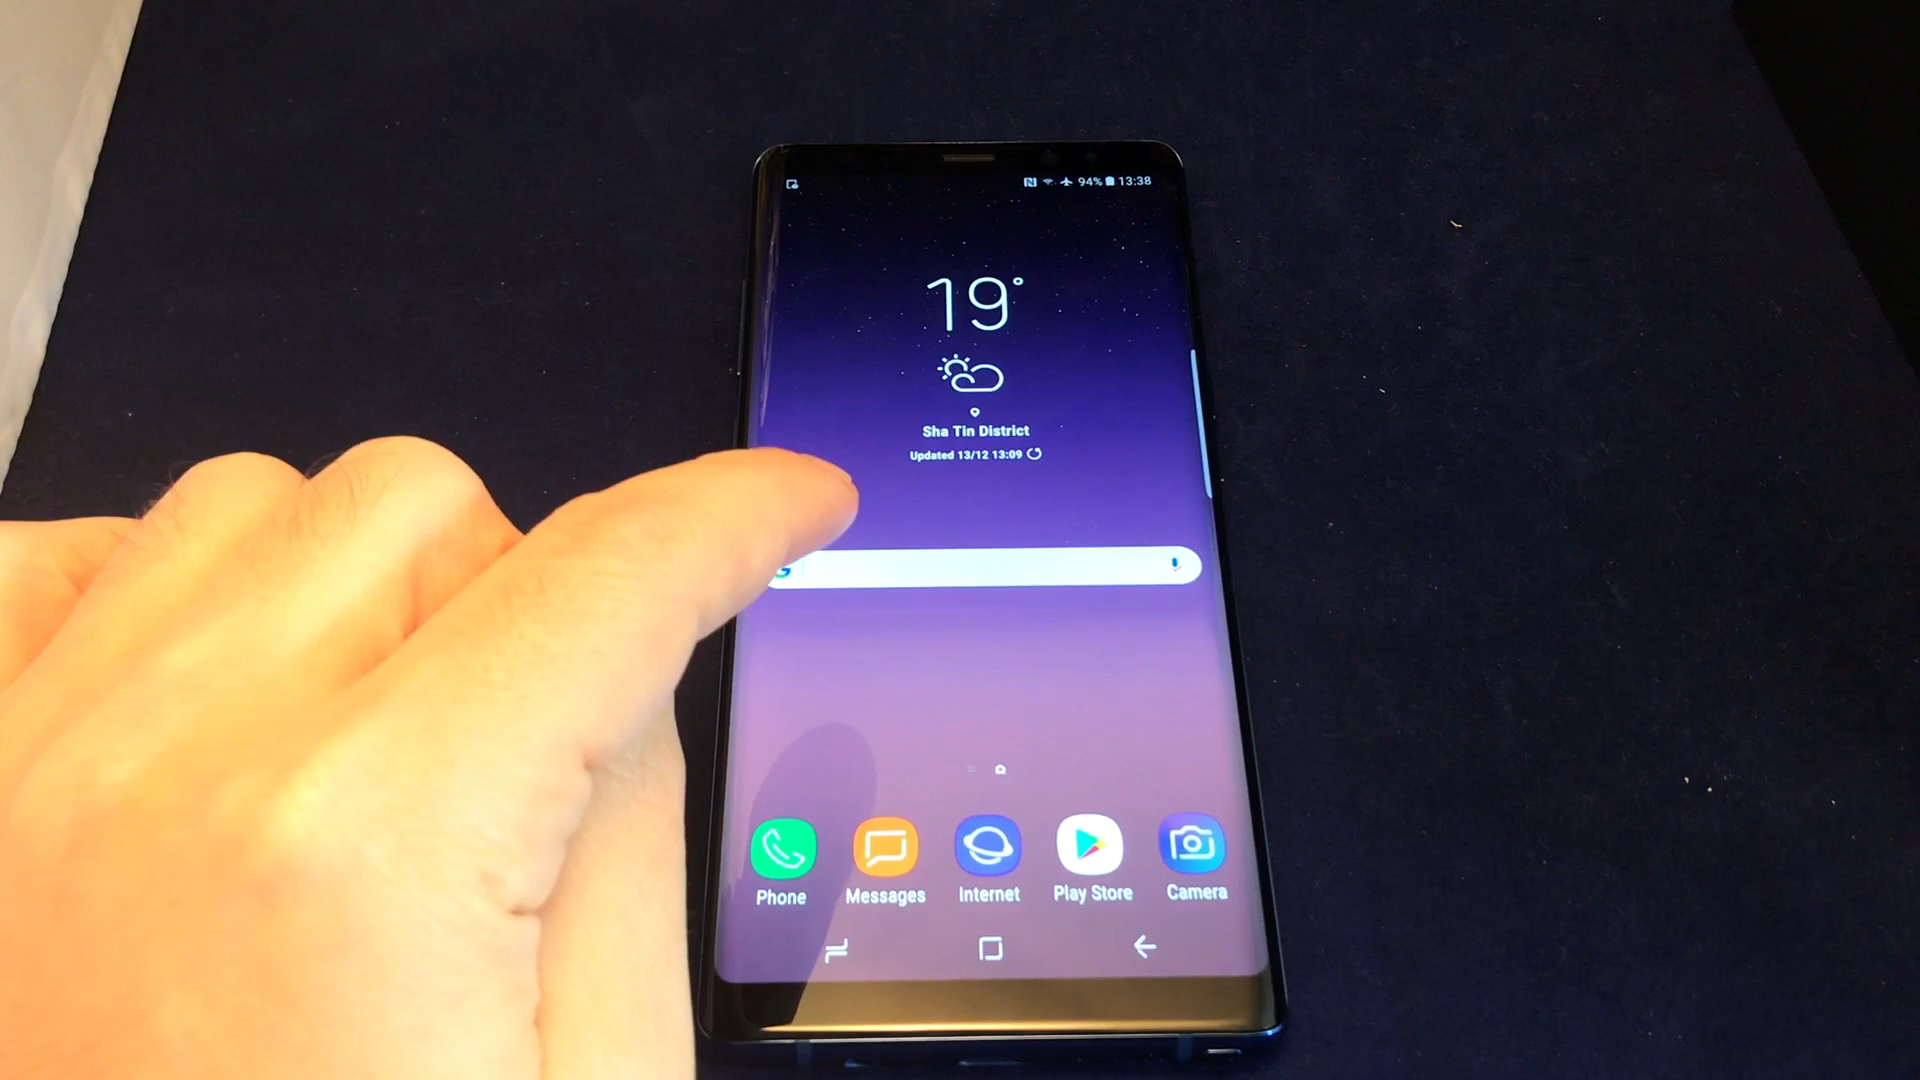 94% 13:38
19°
Sha Tin District
Updated 13/12 13:09
Phone Messages Internet Play Store Camera